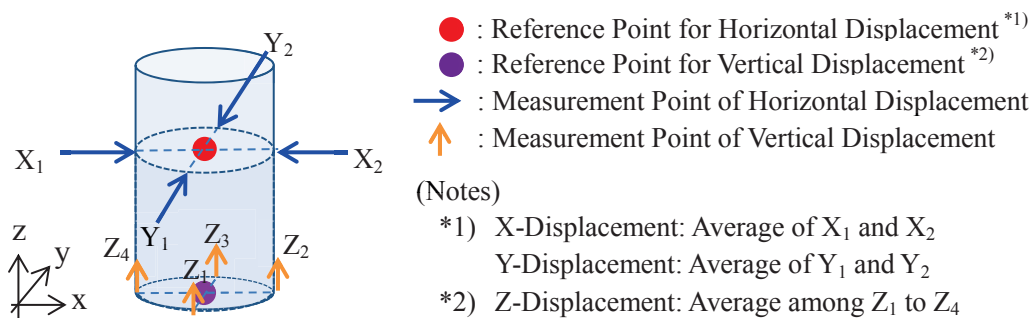 Y2
X1
X2
Y1
Z4
Z3
Z2
Z1
z
y
x
: Reference Point for Horizontal Displacement *1)
: Reference Point for Vertical Displacement *2)
: Measurement Point of Horizontal Displacement
: Measurement Point of Vertical Displacement
(Notes)
*1) X-Displacement: Average of X1 and X2
Y-Displacement: Average of Y1 and Y2
*2) Z-Displacement: Average among Z1 to Z4